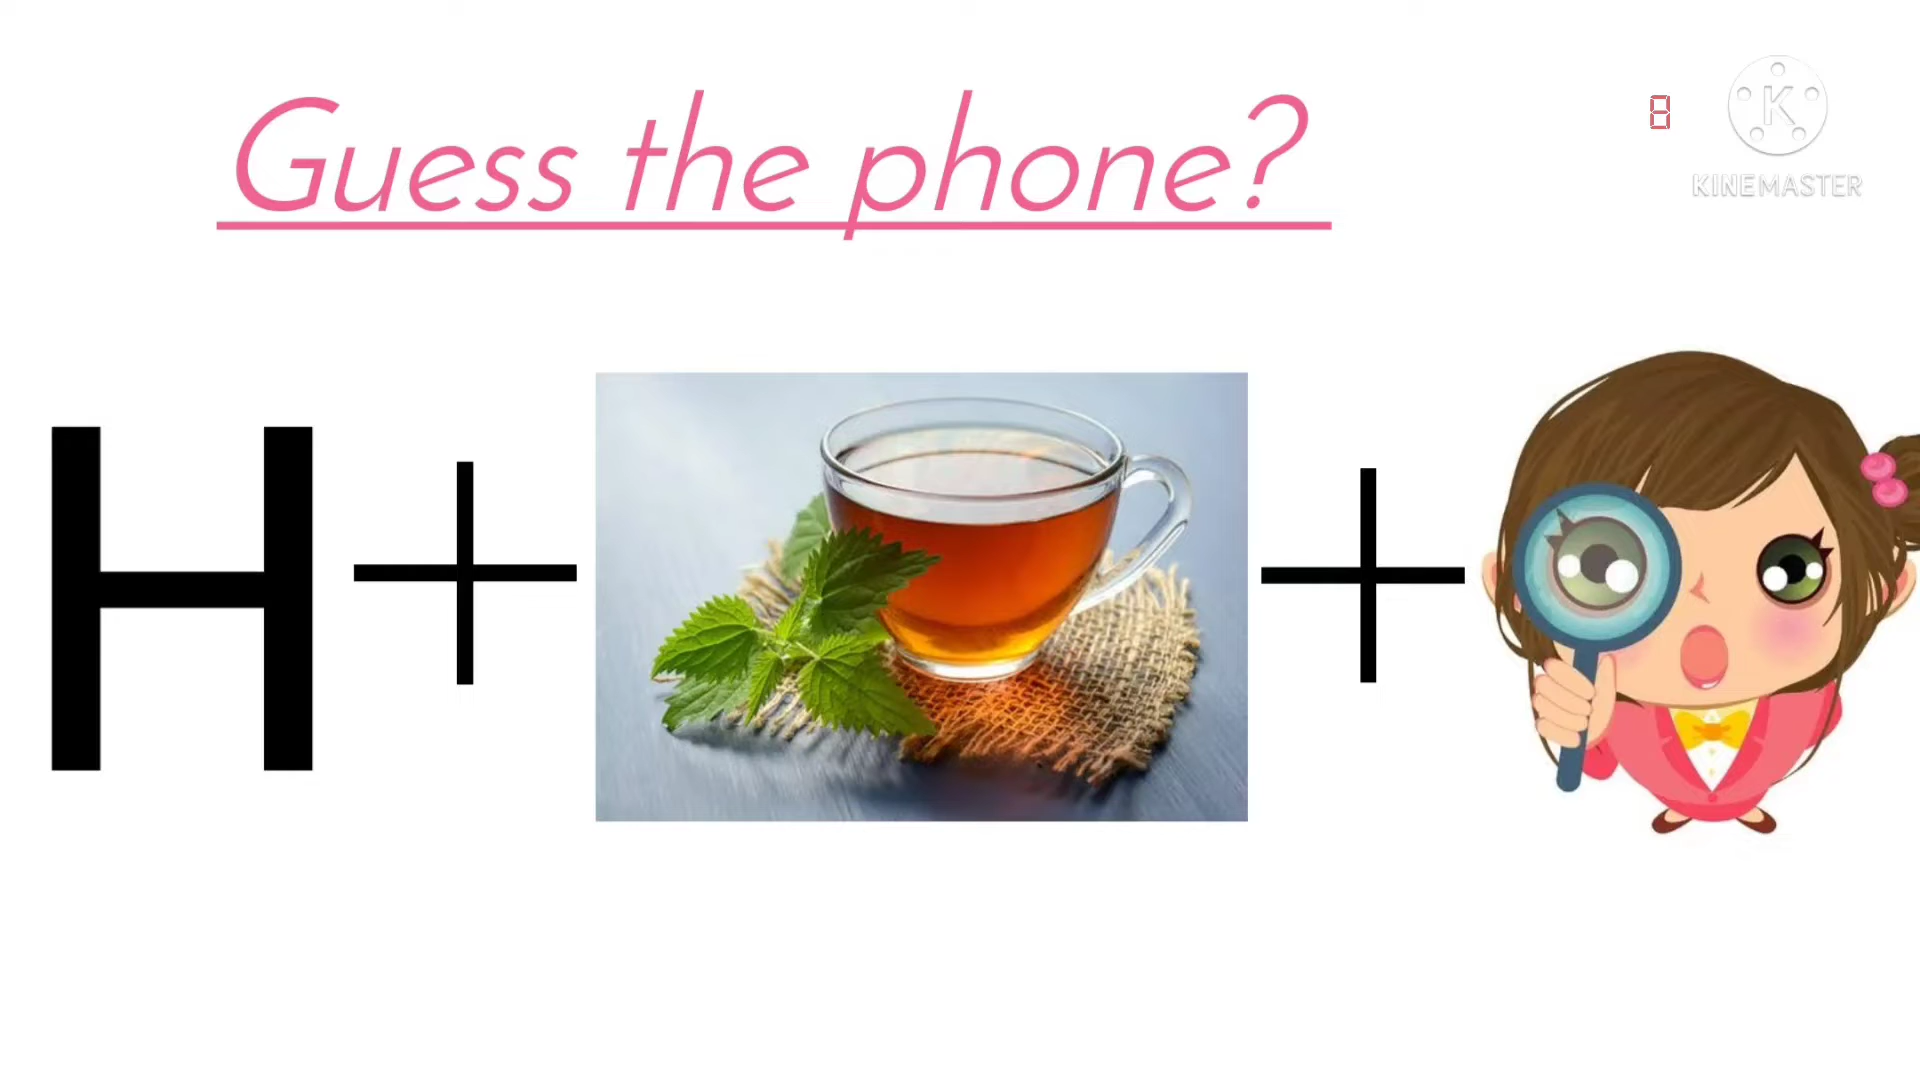 Guess the phone?
8
K
KINEMASTER
H + +